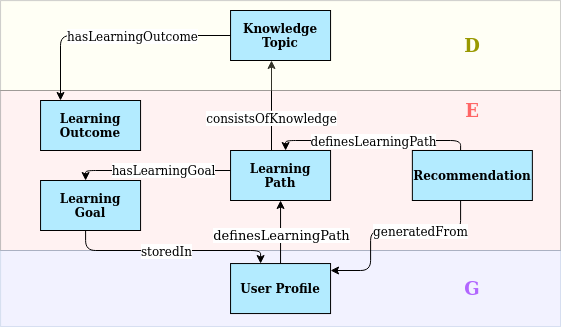 Knowledge
Topic
hasLearningOutcome
D
Learning
Outcome
E
consistsOfKnowledge
definesLearningPath
hasLearningGoal
Learning
Path
Recommendation
Learning
Goal
definesLearningPath
generatedFrom
storedIn
User Profile
G